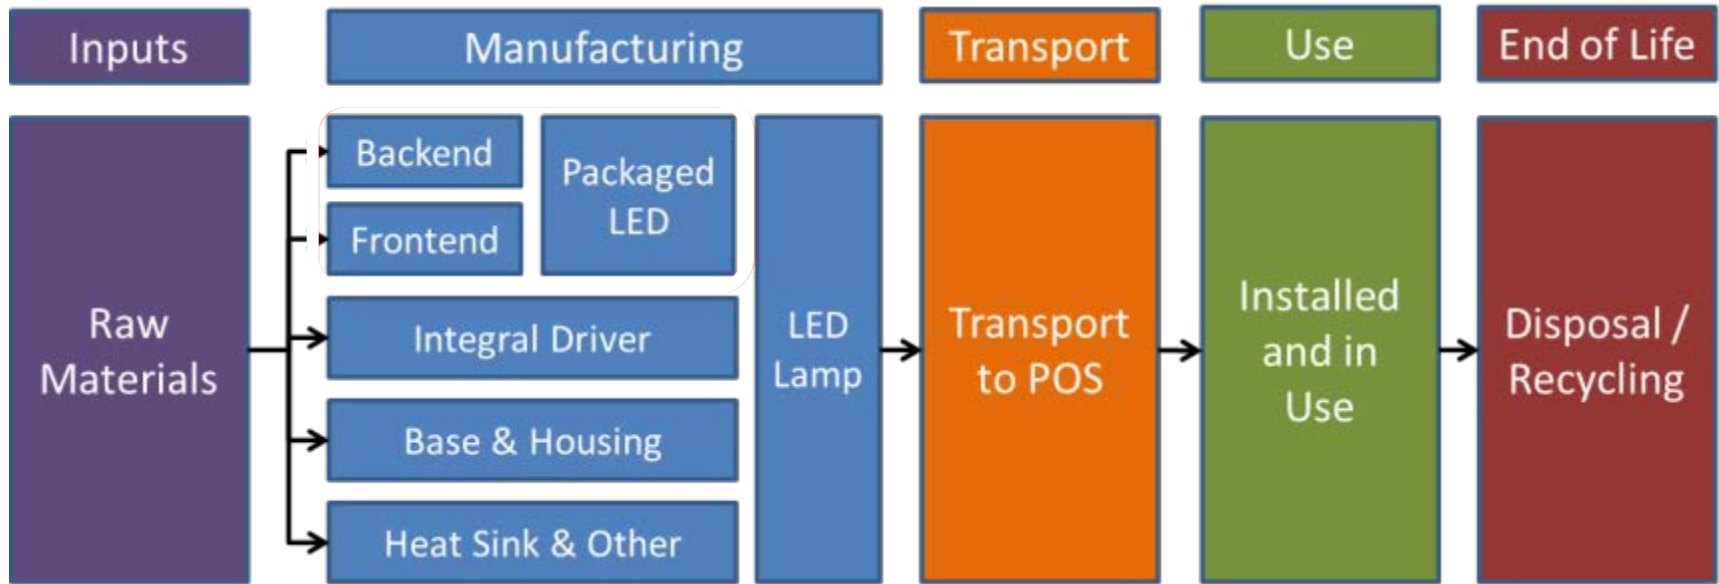 Inputs
Manufacturing
Transport
Use
End of Life
Raw
Materials
Backend
Frontend
Packaged
LED
Integral Driver
Base & Housing
Heat Sink & Other
LED
Lamp
Transport
to POS
Installed
and in
Use
Disposal /
Recycling